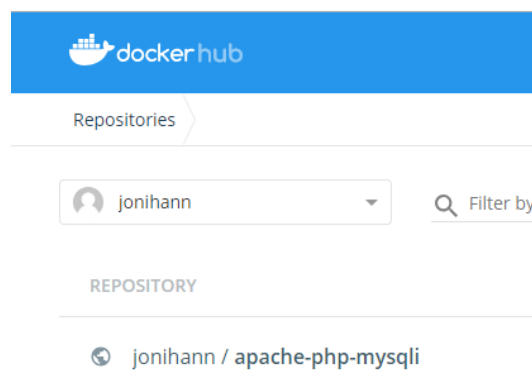 dockerhub
Repositories
jonihann
Filter by
REPOSITORY
jonihann / apache-php-mysqli